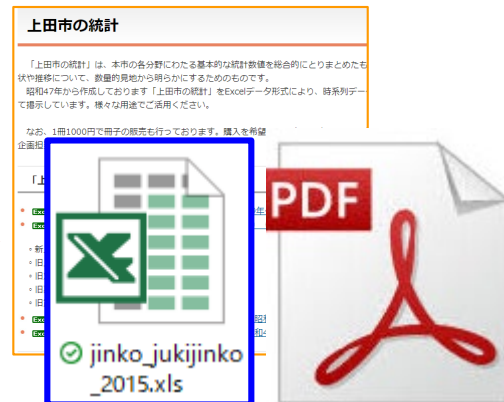 上田市の統計
「上田市の統計」は、本市の各分野にわたる基本的な統計数値を総合的にとりまとめたも
状や推移について、数量的見地から明らかにするためのものです。
昭和47年から作成しております「上田市の統計」をExcelデータ形式により、時系列デー
て掲示しています。様々な用途でご活用ください。
なお、1冊1000円で冊子の販売も行っております。購入を希望
企画担
「上
PDF
・新
・旧
・旧
・旧
・旧
jinko_jukijinko
_2015.xls